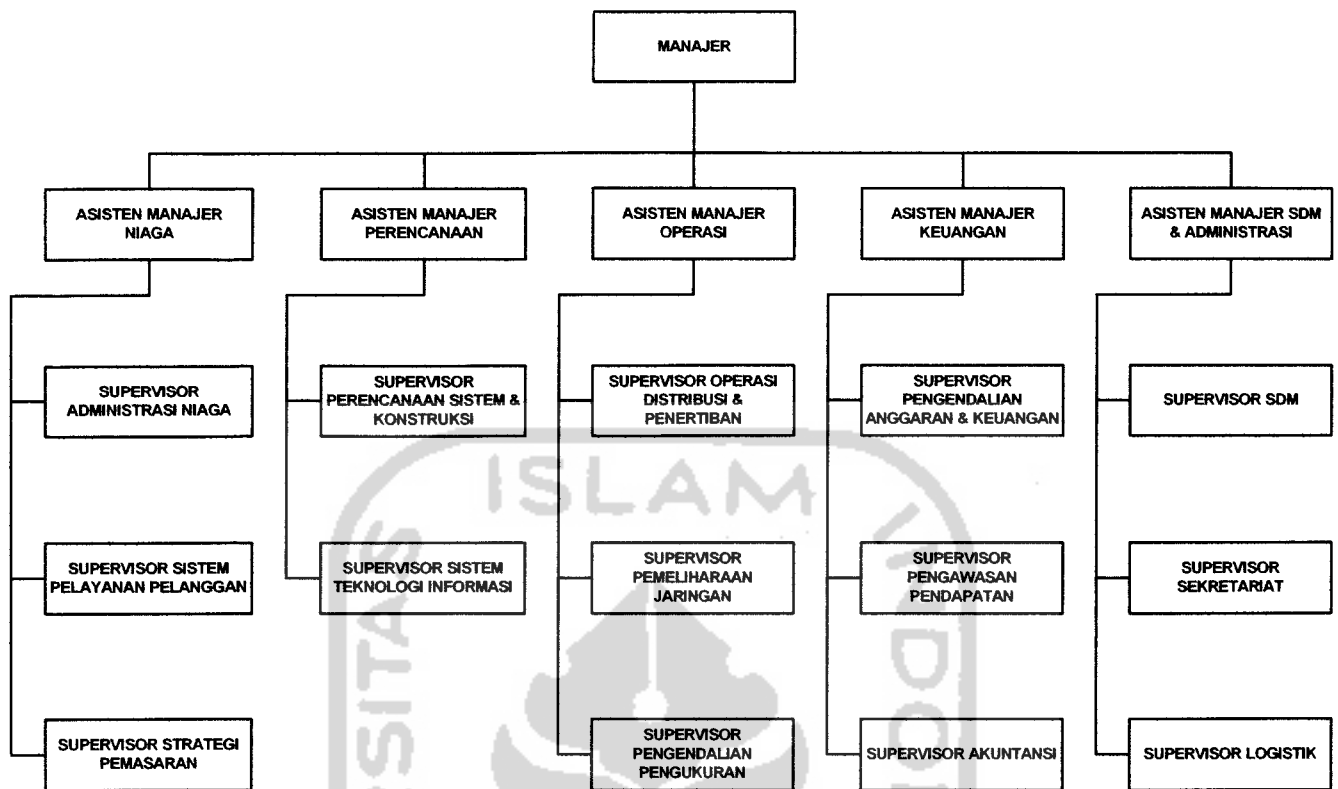 MANAJER
ASISTEN MANAJER
NIAGA
ASISTEN MANAJER
PERENCANAAN
ASISTEN MANAJER
OPERASI
ASISTEN MANAJER
KEUANGAN
ASISTEN MANAJER SDM
& ADMINISTRASI
SUPERVISOR
ADMINISTRASI NIAGA
SUPERVISOR
PERENCANAAN SISTEM &
KONSTRUKSI
SUPERVISOR OPERASI
DISTRIBUSI &
PENERTIBAN
SUPERVISOR
PENGENDALIAN
ANGGARAN & KEUANGAN
SUPERVISOR SDM
SUPERVISOR SISTEM
PELAYANAN PELANGGAN
SUPERVISOR SISTEM
TEKNOLOGI INFORMASI
SUPERVISOR
PEMELIHARAAN
JARINGAN
SUPERVISOR
PENGAWASAN
PENDAPATAN
SUPERVISOR
SEKRETARIAT
SUPERVISOR STRATEGI
PEMASARAN
SUPERVISOR
PENGENDALIAN
PENGUKURAN
SUPERVISOR AKUNTANSI
SUPERVISOR LOGISTIK
ISLAM